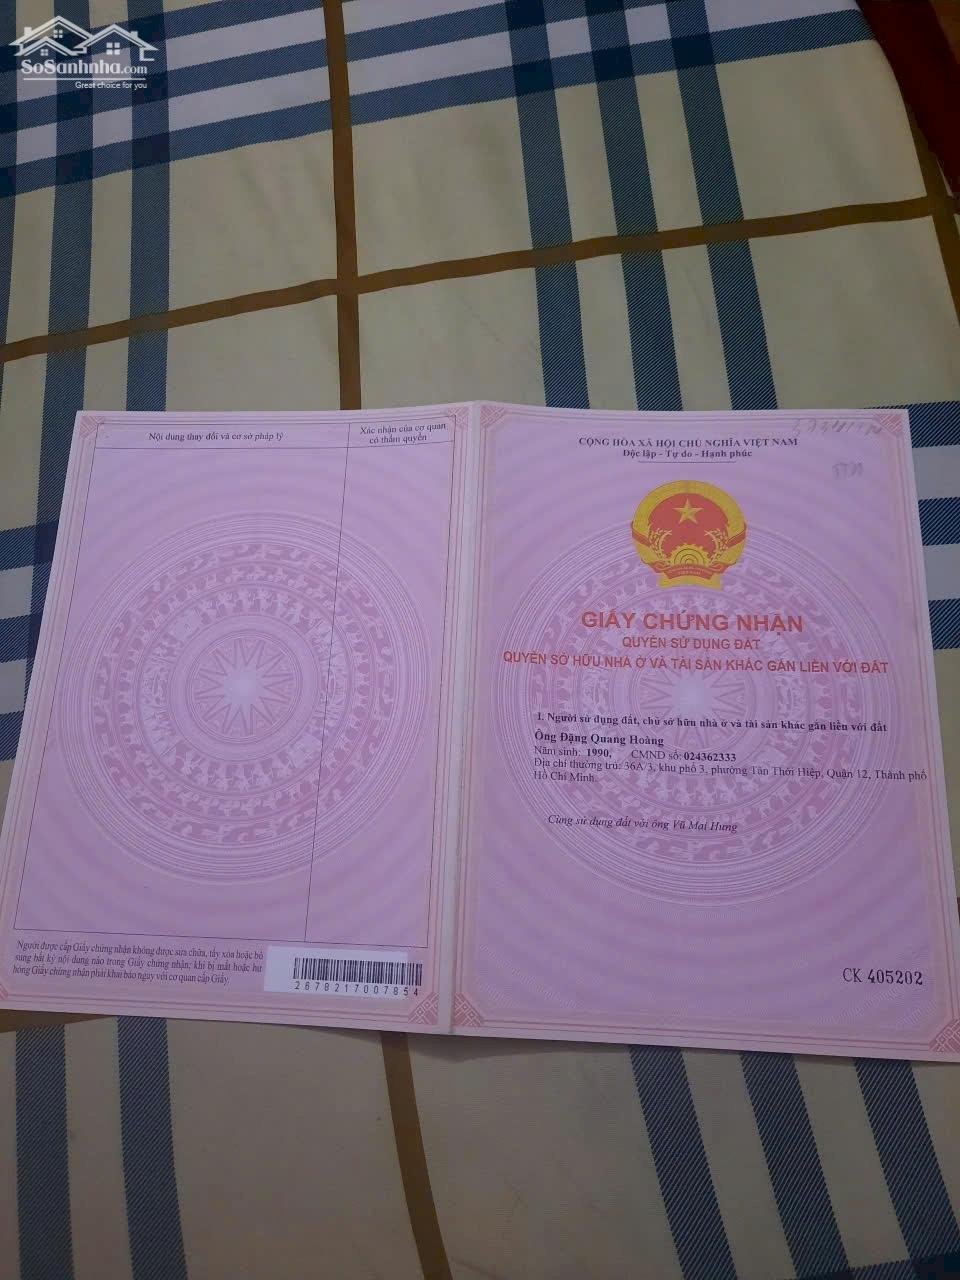 SoSanhnha.com
Great choice for you
Nội dung thay đổi và cơ sở pháp lý
Xác nhận của cơ quan
có thẩm quyền
Người được cấp Giấy chứng nhận không được sửa chữa, tẩy xóa hoặc bổ
sung bất kỳ nội dung nào trong Giấy chứng nhận; khi bị mất hoặc hư
hỏng Giấy chứng nhận phải khai báo ngay với cơ quan cấp Giấy.
2678217007854
CỘNG HÒA XÃ HỘI CHỦ NGHĨA VIỆT NAM
Độc lập - Tự do - Hạnh phúc
GIẤY CHỨNG NHẬN
QUYỀN SỬ DỤNG ĐẤT
QUYỀN SỞ HỮU NHÀ Ở VÀ TÀI SẢN KHÁC GẮN LIỀN VỚI ĐẤT
I. Người sử dụng đất, chủ sở hữu nhà ở và tài sản khác gắn liền với đất
Ông Đặng Quang Hoàng
Năm sinh: 1990, CMND số: 024362333
Địa chỉ thường trú: 36A/3, khu phố 3, phường Tân Thới Hiệp, Quận 12, Thành phố
Hồ Chí Minh.
Cùng sử dụng đất với ông Vũ Mai Hưng
CK 405202